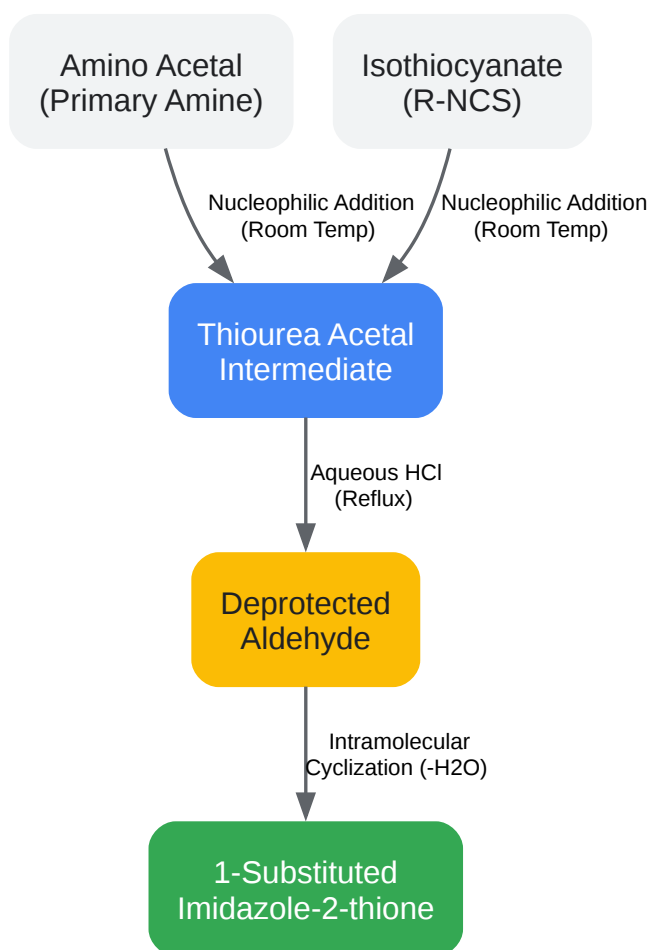 Amino Acetal
(Primary Amine)
Isothiocyanate
(R-NCS)
Nucleophilic Addition
(Room Temp)
Nucleophilic Addition
(Room Temp)
Thiourea Acetal
Intermediate
Aqueous HCl
(Reflux)
Deprotected
Aldehyde
Intramolecular
Cyclization (-H2O)
1-Substituted
Imidazole-2-thione